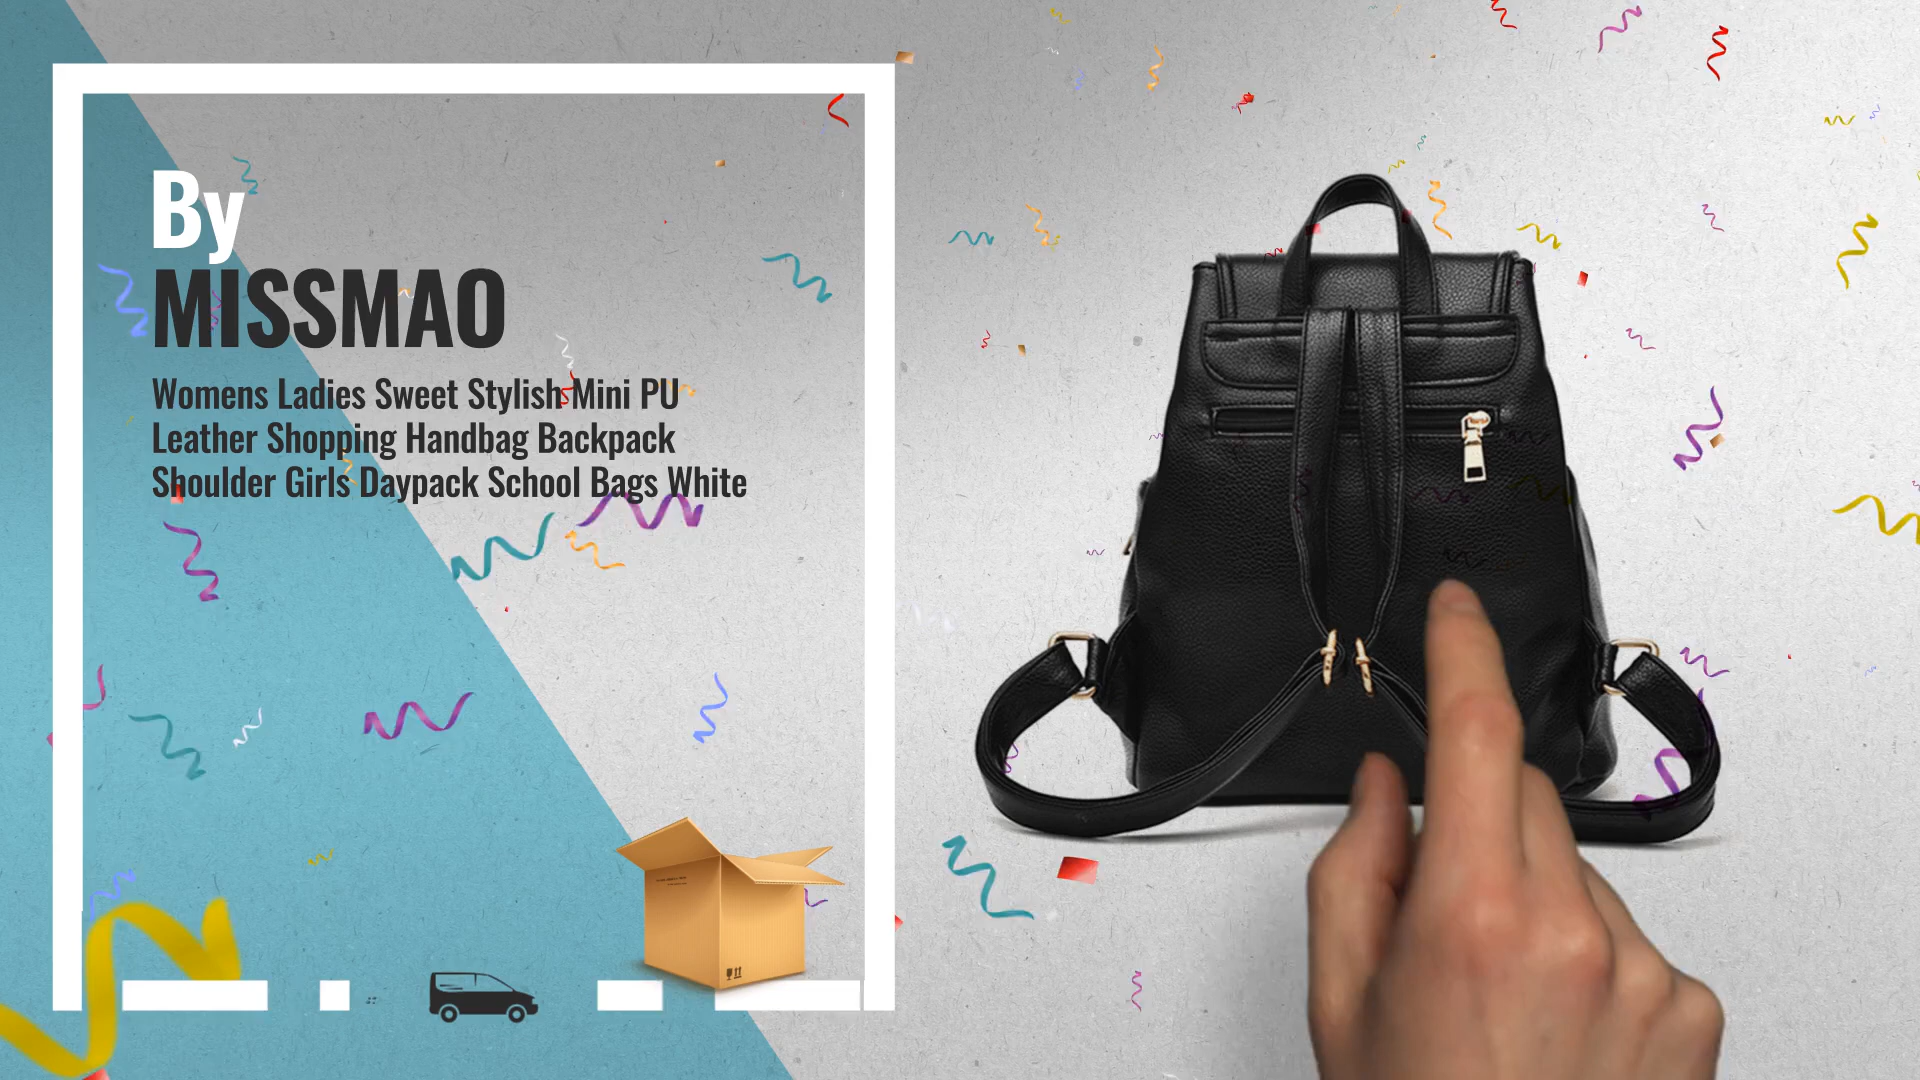 By
MISSMAO
Womens Ladies Sweet Stylish Mini PU
Leather Shopping Handbag Backpack
Shoulder Girls Daypack School Bags White